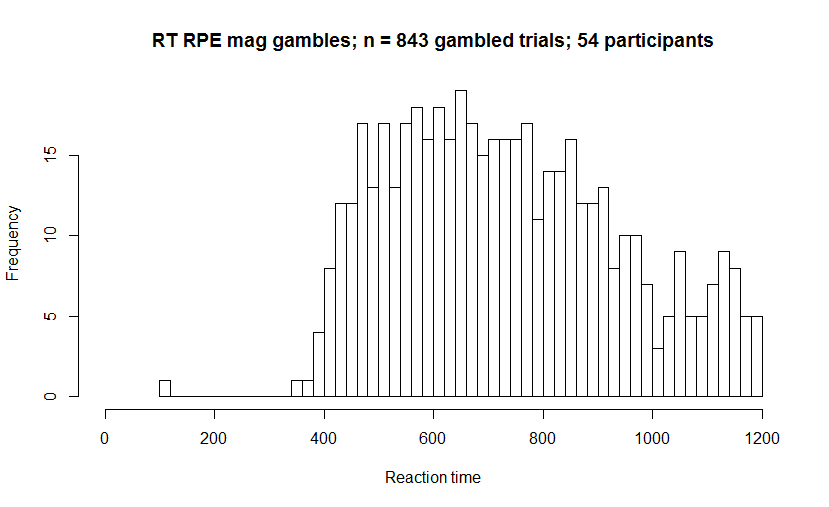 RT RPE mag gambles; n = 843 gambled trials; 54 participants
Frequency
15
10
5
0
0 200 400 600 800 1000 1200
Reaction time